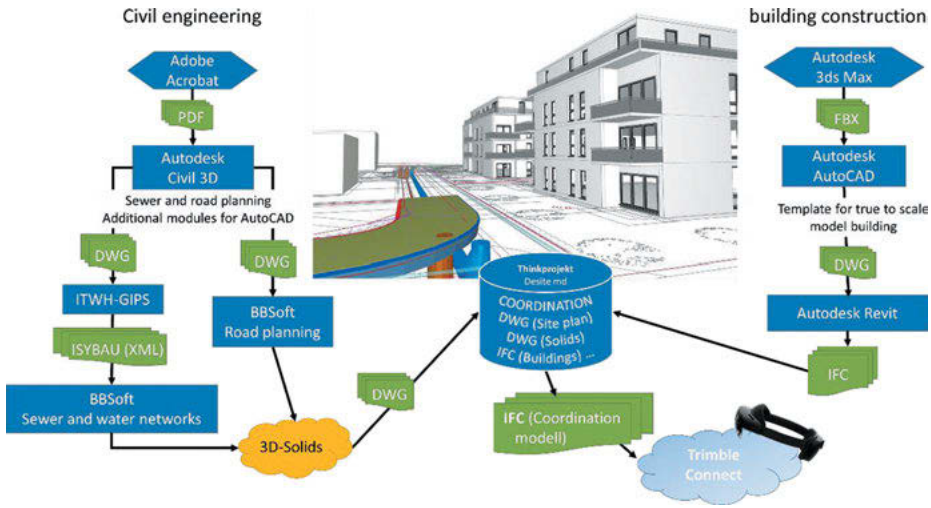 Civil engineering
building construction
Adobe
Acrobat
PDF
Autodesk
Civil 3D
Sewer and road planning
Additional modules for AutoCAD
DWG
DWG
ITWH-GIPS
ISYBAU (XML)
BBSoft
Road planning
BBSoft
Sewer and water networks
3D-Solids
DWG
Thinkprojekt
Desite md
COORDINATION
DWG (Site plan)
DWG (Solids)
IFC (Buildings) ...
IFC (Coordination
modell)
Trimble
Connect
Autodesk
3ds Max
FBX
Autodesk
AutoCAD
Template for true to scale
model building
DWG
Autodesk Revit
IFC